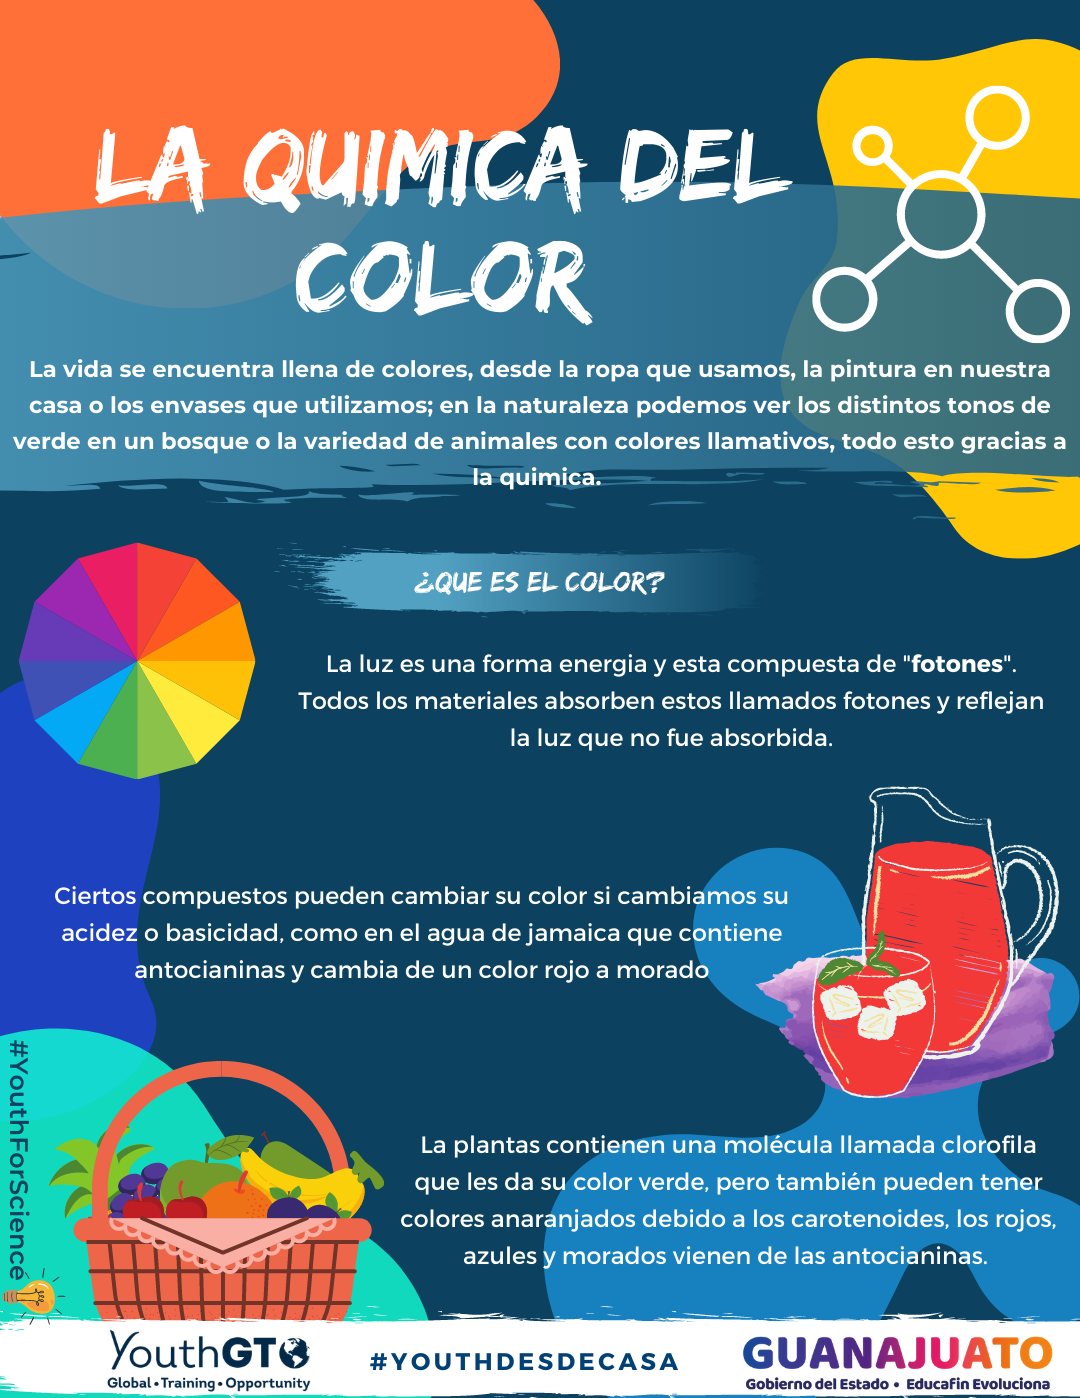 LA QUIMICA DEL
COLOR
La vida se encuentra llena de colores, desde la ropa que usamos, la pintura en nuestra
casa o los envases que utilizamos; en la naturaleza podemos ver los distintos tonos de
verde en un bosque o la variedad de animales con colores llamativos, todo esto gracias a
la quimica.
¿QUE ES EL COLOR?
La luz es una forma energia y esta compuesta de "fotones".
Todos los materiales absorben estos llamados fotones y reflejan
la luz que no fue absorbida.
Ciertos compuestos pueden cambiar su color si cambiamos su
acidez o basicidad, como en el agua de jamaica que contiene
antocianinas y cambia de un color rojo a morado
#YouthForScience
La plantas contienen una molécula llamada clorofila
que les da su color verde, pero también pueden tener
colores anaranjados debido a los carotenoides, los rojos,
azules y morados vienen de las antocianinas.
YouthGTO
Global • Training • Opportunity
#YOUTHDESDECASA
GUANAJUATO
Gobierno del Estado • Educafin Evoluciona